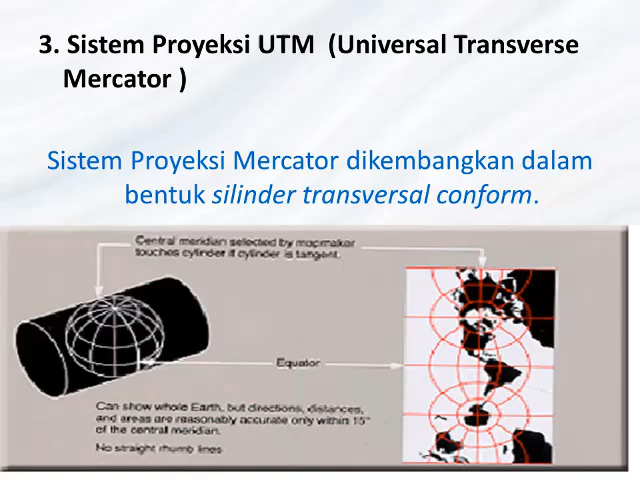 3. Sistem Proyeksi UTM (Universal Transverse
Mercator )
Sistem Proyeksi Mercator dikembangkan dalam
bentuk silinder transversal conform.
Central meridian selected by mapmaker
touches cylinder if cylinder is tangent.
Equator
Can show whole Earth, but directions, distances,
and areas are reasonably accurate only within 15°
of the central meridian.
No straight rhumb lines